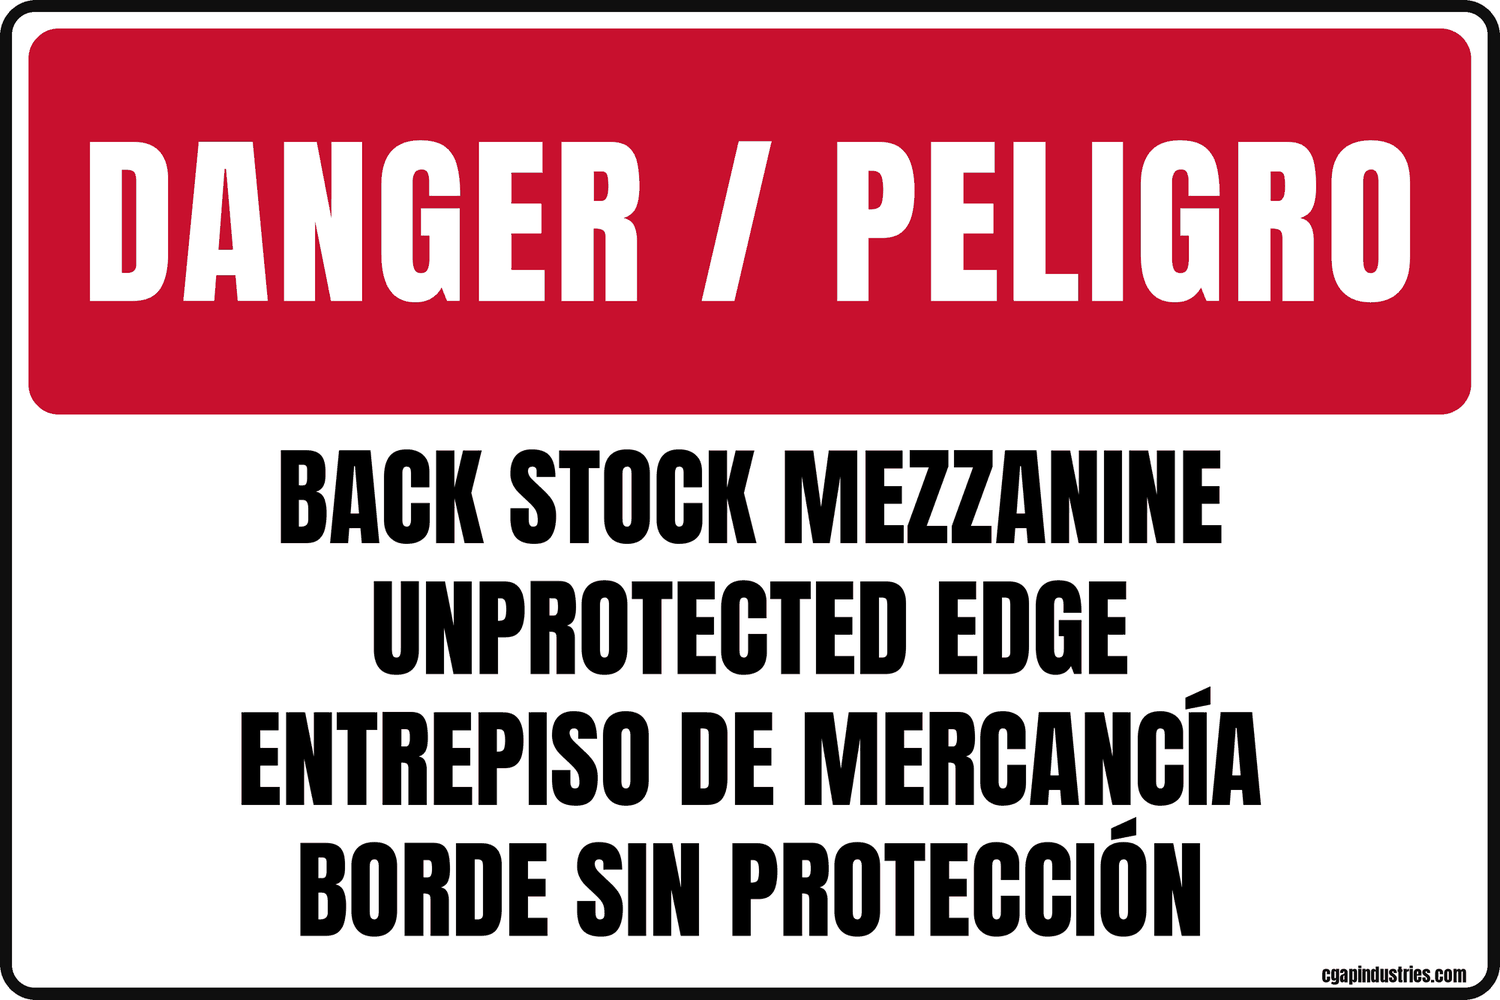 DANGER / PELIGRO
BACK STOCK MEZZANINE
UNPROTECTED EDGE
ENTREPISO DE MERCANCÍA
BORDE SIN PROTECCIÓN
cgapindustries.com